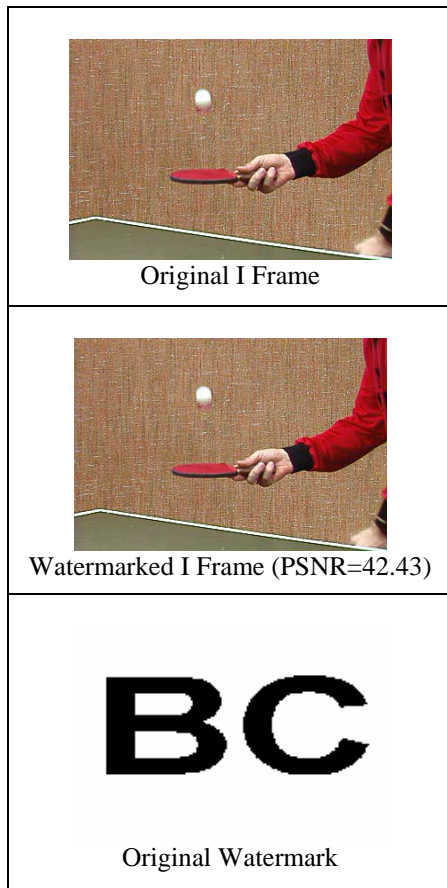 Original I Frame
Watermarked I Frame (PSNR=42.43)
BC
Original Watermark